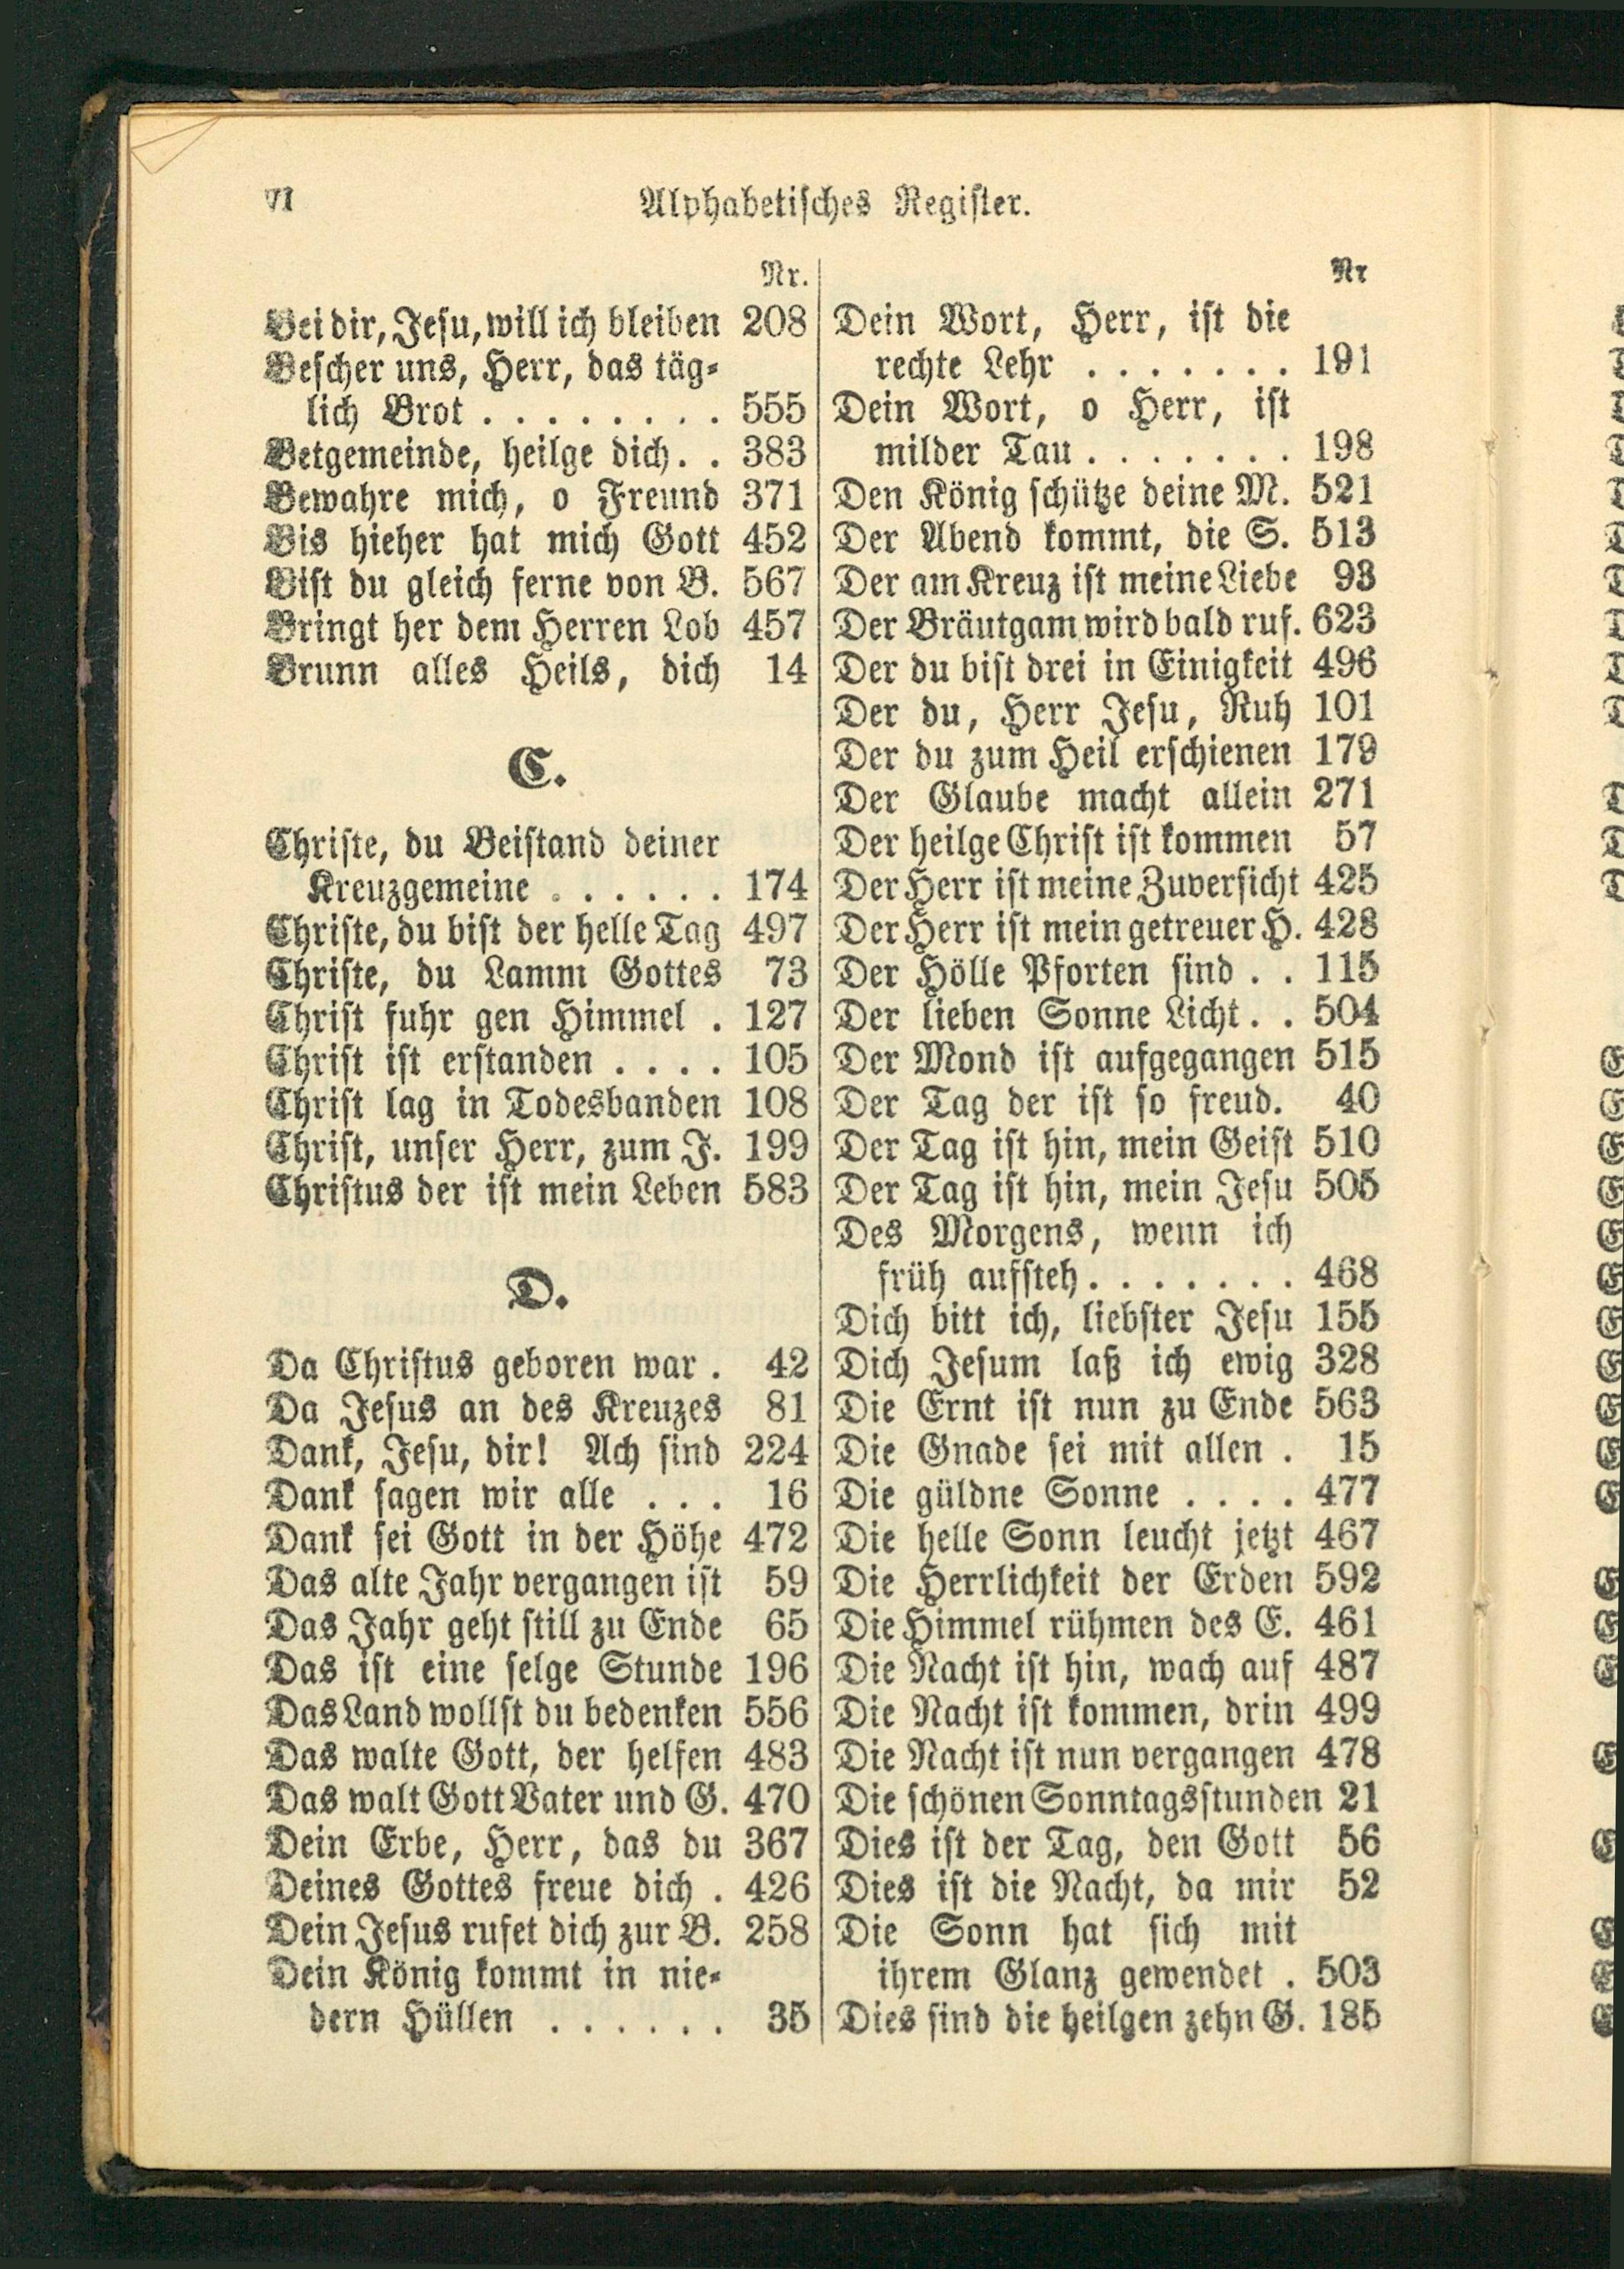 VI
Alphabetisches Register.
Nr.
Bei dir, Jesu, will ich bleiben 208
Bescher uns, Herr, das täg-
lich Brot . . . . . . . . 555
Betgemeinde, heilge dich. . 383
Bewahre mich, o Freund 371
Bis hieher hat mich Gott 452
Bist du gleich ferne von B. 567
Bringt her dem Herren Lob 457
Brunn alles Heils, dich 14
C.
Christe, du Beistand deiner
Kreuzgemeine . . . . . . 174
Christe, du bist der helle Tag 497
Christe, du Lamm Gottes 73
Christ fuhr gen Himmel . 127
Christ ist erstanden . . . . 105
Christ lag in Todesbanden 108
Christ, unser Herr, zum J. 199
Christus der ist mein Leben 583
D.
Da Christus geboren war . 42
Da Jesus an des Kreuzes 81
Dank, Jesu, dir! Ach sind 224
Dank sagen wir alle . . . 16
Dank sei Gott in der Höhe 472
Das alte Jahr vergangen ist 59
Das Jahr geht still zu Ende 65
Das ist eine selge Stunde 196
Das Land wollst du bedenken 556
Das walte Gott, der helfen 483
Das walt Gott Vater und G. 470
Dein Erbe, Herr, das du 367
Deines Gottes freue dich . 426
Dein Jesus rufet dich zur B. 258
Dein König kommt in nie-
dern Hüllen . . . . . . 35
Nr
Dein Wort, Herr, ist die
rechte Lehr . . . . . . . 191
Dein Wort, o Herr, ist
milder Tau . . . . . . . 198
Den König schütze deine M. 521
Der Abend kommt, die S. 513
Der am Kreuz ist meine Liebe 93
Der Bräutgam wird bald ruf. 623
Der du bist drei in Einigkeit 496
Der du, Herr Jesu, Ruh 101
Der du zum Heil erschienen 179
Der Glaube macht allein 271
Der heilge Christ ist kommen 57
Der Herr ist meine Zuversicht 425
Der Herr ist mein getreuer H. 428
Der Hölle Pforten sind . . 115
Der lieben Sonne Licht. . 504
Der Mond ist aufgegangen 515
Der Tag der ist so freud. 40
Der Tag ist hin, mein Geist 510
Der Tag ist hin, mein Jesu 505
Des Morgens, wenn ich
früh aufsteh. . . . . . . 468
Dich bitt ich, liebster Jesu 155
Dich Jesum laß ich ewig 328
Die Ernt ist nun zu Ende 563
Die Gnade sei mit allen . 15
Die güldne Sonne . . . . 477
Die helle Sonn leucht jetzt 467
Die Herrlichkeit der Erden 592
Die Himmel rühmen des E. 461
Die Nacht ist hin, wach auf 487
Die Nacht ist kommen, drin 499
Die Nacht ist nun vergangen 478
Die schönen Sonntagsstunden 21
Dies ist der Tag, den Gott 56
Dies ist die Nacht, da mir 52
Die Sonn hat sich mit
ihrem Glanz gewendet . 503
Dies sind die heilgen zehn G. 185